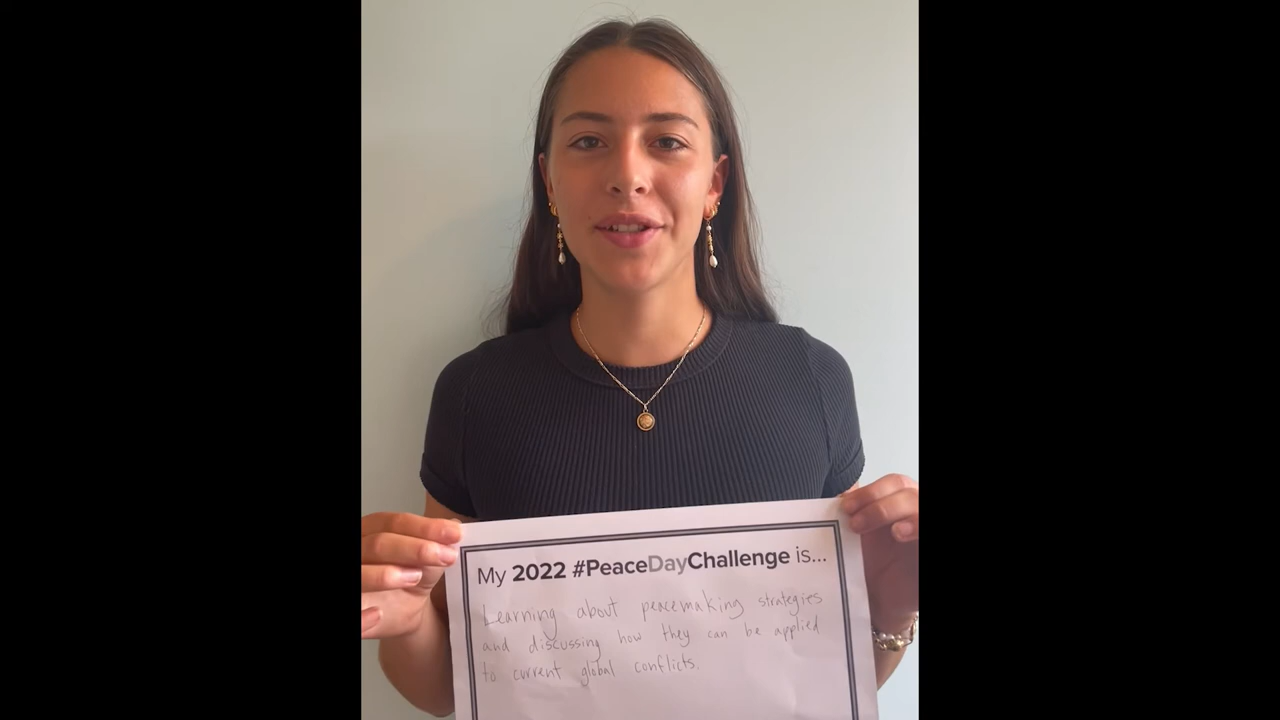 My 2022 #PeaceDayChallenge is...
Learning about peacemaking strategies
and discussing how they can be applied
to current global conflicts.